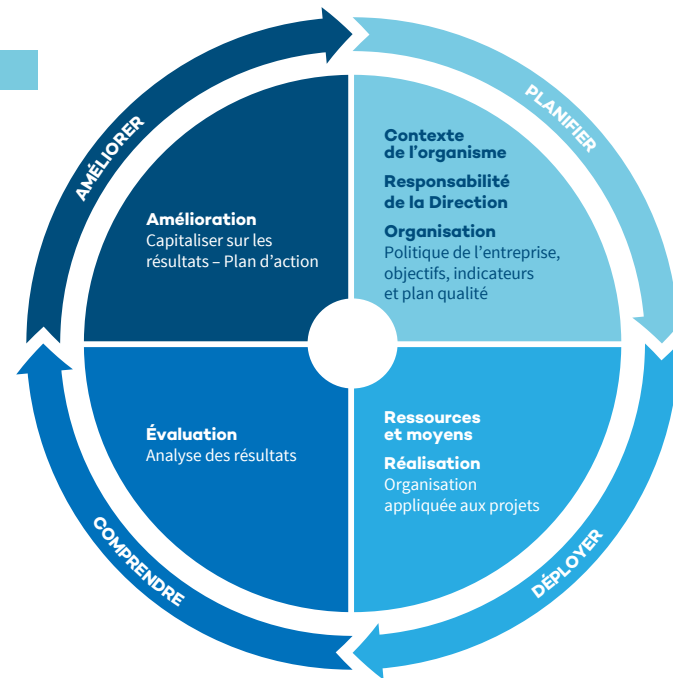 PLANIFIER
Contexte
de l’organisme
Responsabilité
de la Direction
Organisation
Politique de l’entreprise,
objectifs, indicateurs
et plan qualité
DÉPLOYER
Ressources
et moyens
Réalisation
Organisation
appliquée aux projets
COMPRENDRE
Évaluation
Analyse des résultats
AMÉLIORER
Amélioration
Capitaliser sur les
résultats – Plan d’action